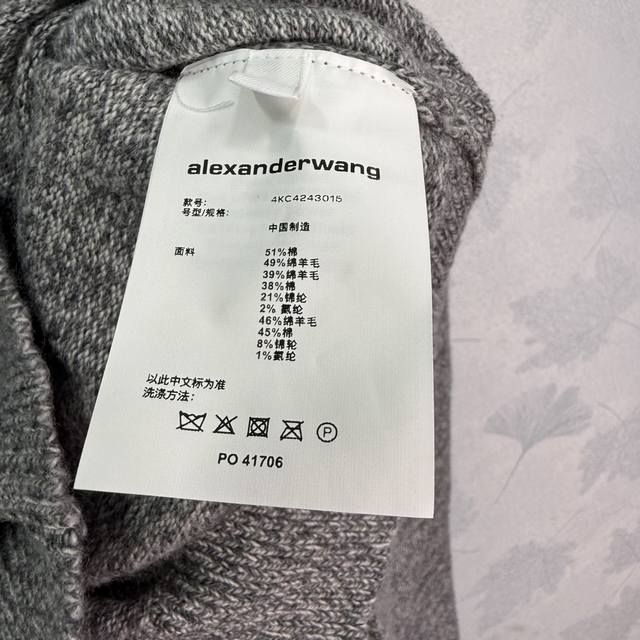 alexanderwang
款号: 4KC4243015
号型/规格:
中国制造
面料 51%棉
49%绵羊毛
39%绵羊毛
38%棉
21%锦纶
2% 氨纶
46%绵羊毛
45%棉
8%锦轮
1%氨纶
以此中文标为准
洗涤方法:
P
PO 41706